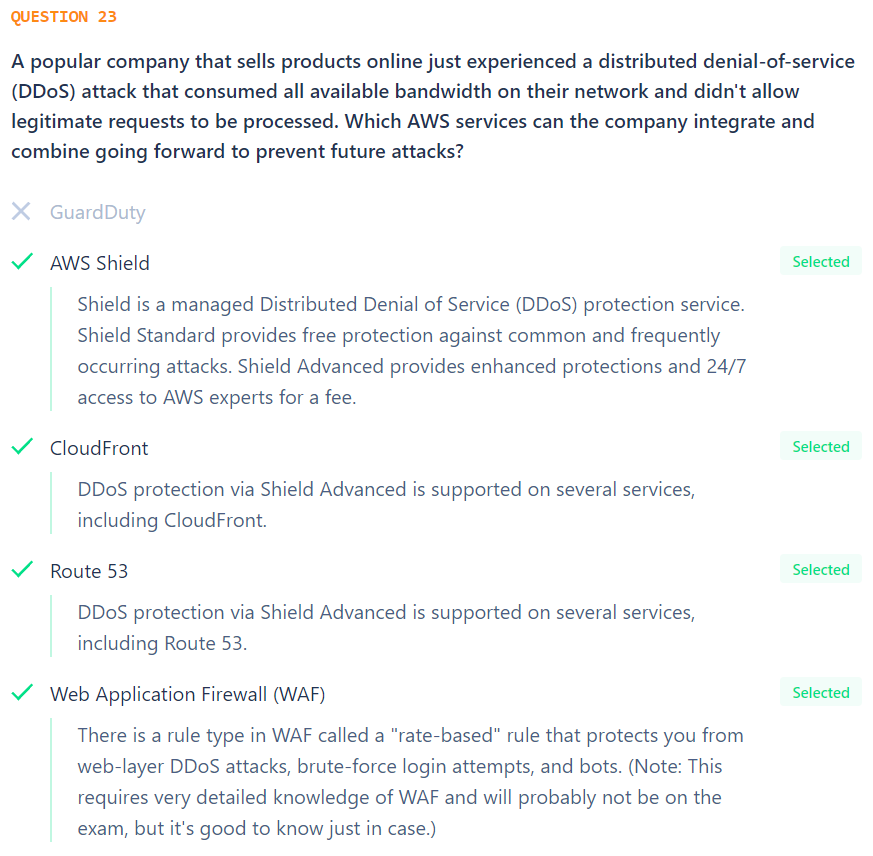 QUESTION 23
A popular company that sells products online just experienced a distributed denial-of-service
(DDoS) attack that consumed all available bandwidth on their network and didn't allow
legitimate requests to be processed. Which AWS services can the company integrate and
combine going forward to prevent future attacks?
GuardDuty
AWS Shield
Selected
Shield is a managed Distributed Denial of Service (DDoS) protection service.
Shield Standard provides free protection against common and frequently
occurring attacks. Shield Advanced provides enhanced protections and 24/7
access to AWS experts for a fee.
CloudFront
Selected
DDoS protection via Shield Advanced is supported on several services,
including CloudFront.
Route 53
Selected
DDoS protection via Shield Advanced is supported on several services,
including Route 53.
Web Application Firewall (WAF)
Selected
There is a rule type in WAF called a "rate-based" rule that protects you from
web-layer DDoS attacks, brute-force login attempts, and bots. (Note: This
requires very detailed knowledge of WAF and will probably not be on the
exam, but it's good to know just in case.)